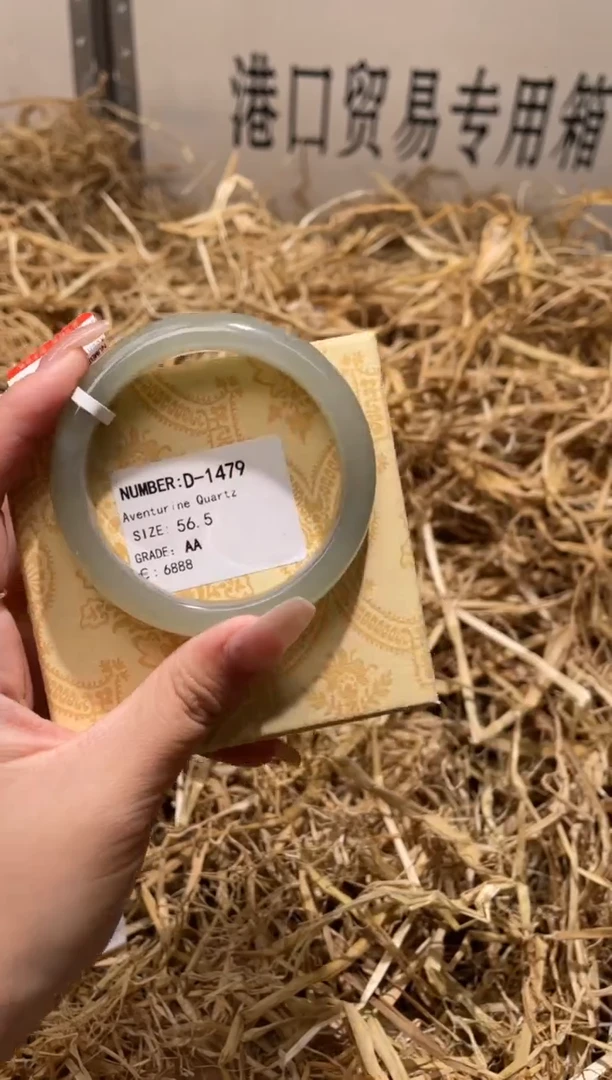 港口贸易专用箱
NUMBER:D-1479
Aventurine Quartz
SIZE: 56.5
GRADE: AA
€: 6888